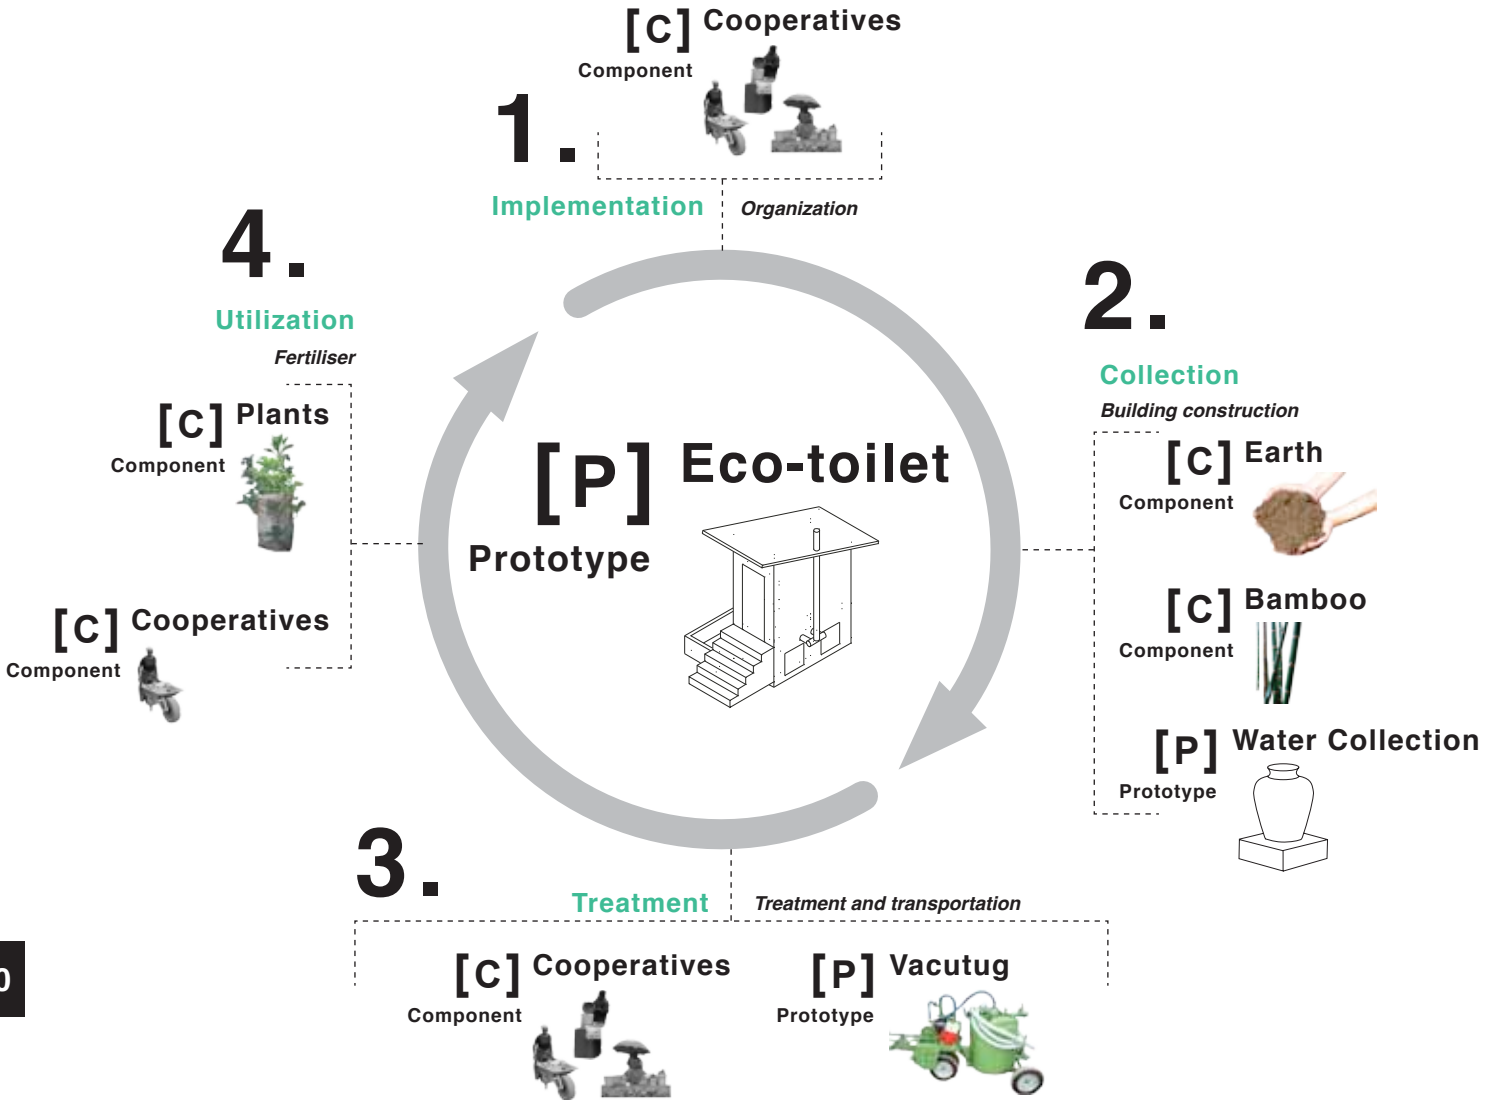 [C] Cooperatives
Component
1.
Implementation
Organization
4.
Utilization
Fertiliser
[C] Plants
Component
[C] Cooperatives
Component
2.
Collection
Building construction
[C] Earth
Component
[C] Bamboo
Component
[P] Water Collection
Prototype
[P] Eco-toilet
Prototype
3.
Treatment
Treatment and transportation
[C] Cooperatives
Component
[P] Vacutug
Prototype
0